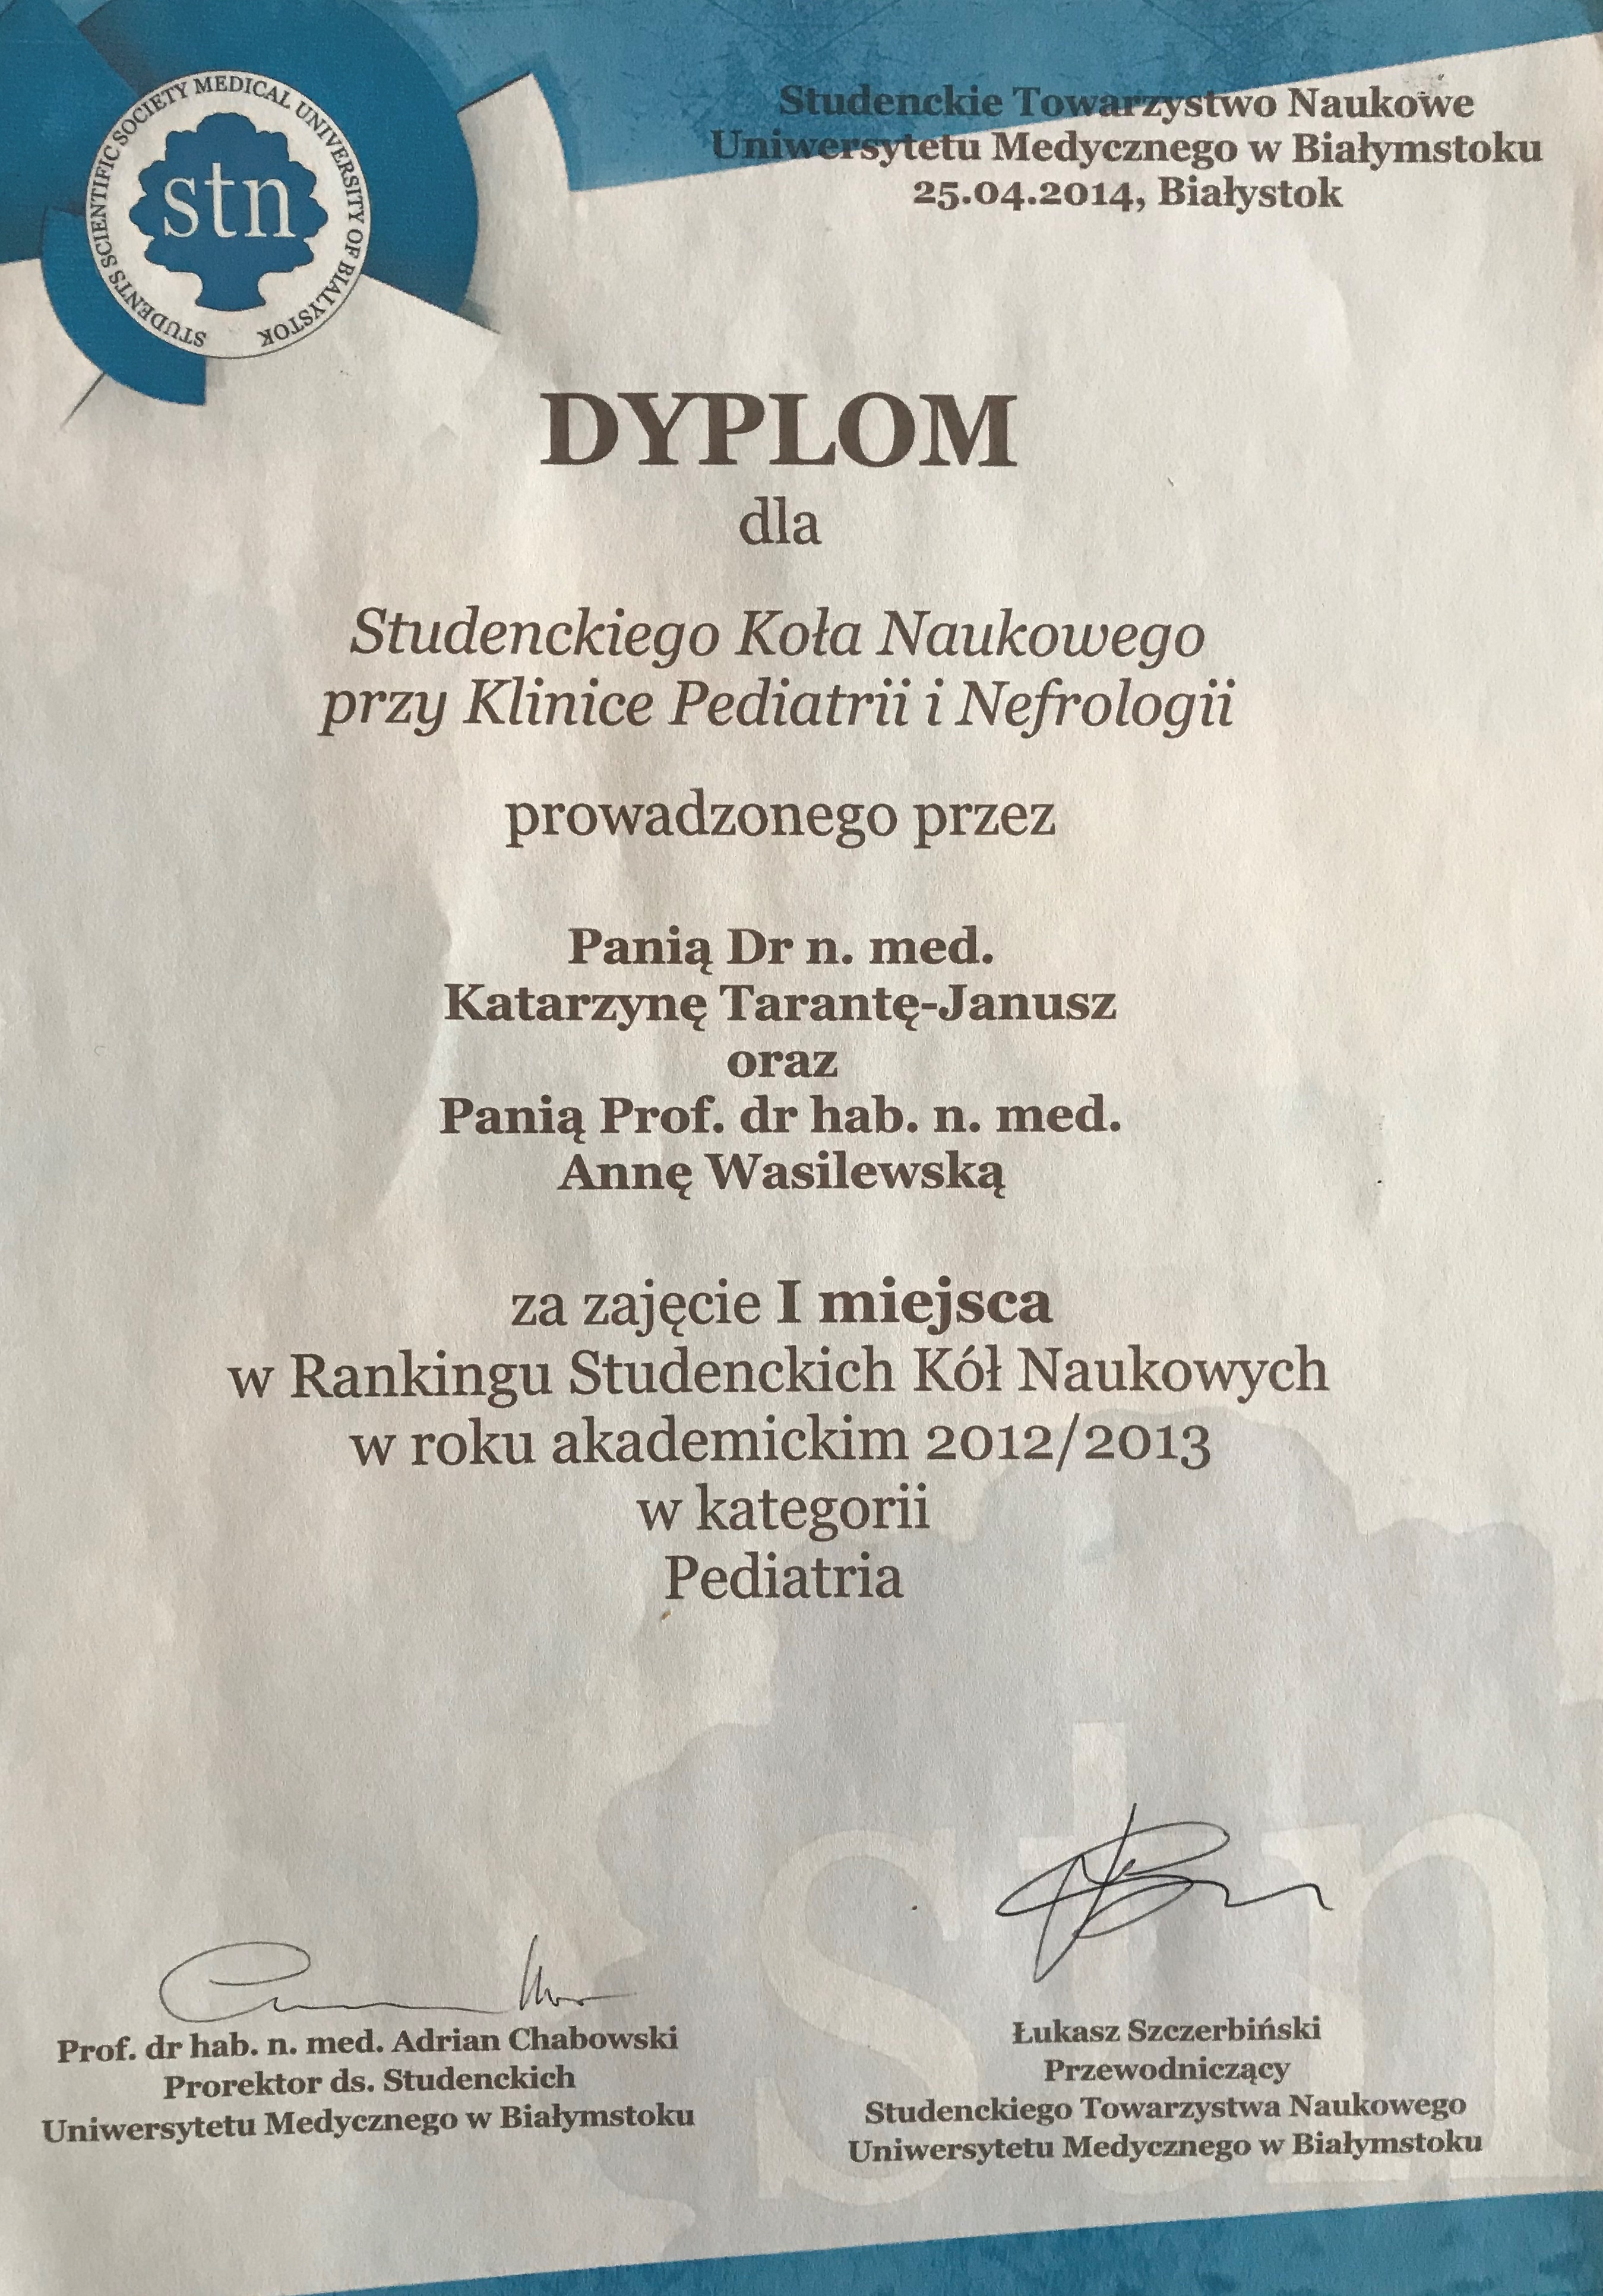 STUDENTS SCIENTIFIC SOCIETY MEDICAL UNIVERSITY OF BIALYSTOK
stn
Studenckie Towarzystwo Naukowe
Uniwersytetu Medycznego w Białymstoku
25.04.2014, Białystok
DYPLOM
dla
Studenckiego Koła Naukowego
przy Klinice Pediatrii i Nefrologii
prowadzonego przez
Panią Dr n. med.
Katarzynę Tarantę-Janusz
oraz
Panią Prof. dr hab. n. med.
Annę Wasilewską
za zajęcie I miejsca
w Rankingu Studenckich Kół Naukowych
w roku akademickim 2012/2013
w kategorii
Pediatria
stn
Prof. dr hab. n. med. Adrian Chabowski
Prorektor ds. Studenckich
Uniwersytetu Medycznego w Białymstoku
Łukasz Szczerbiński
Przewodniczący
Studenckiego Towarzystwa Naukowego
Uniwersytetu Medycznego w Białymstoku